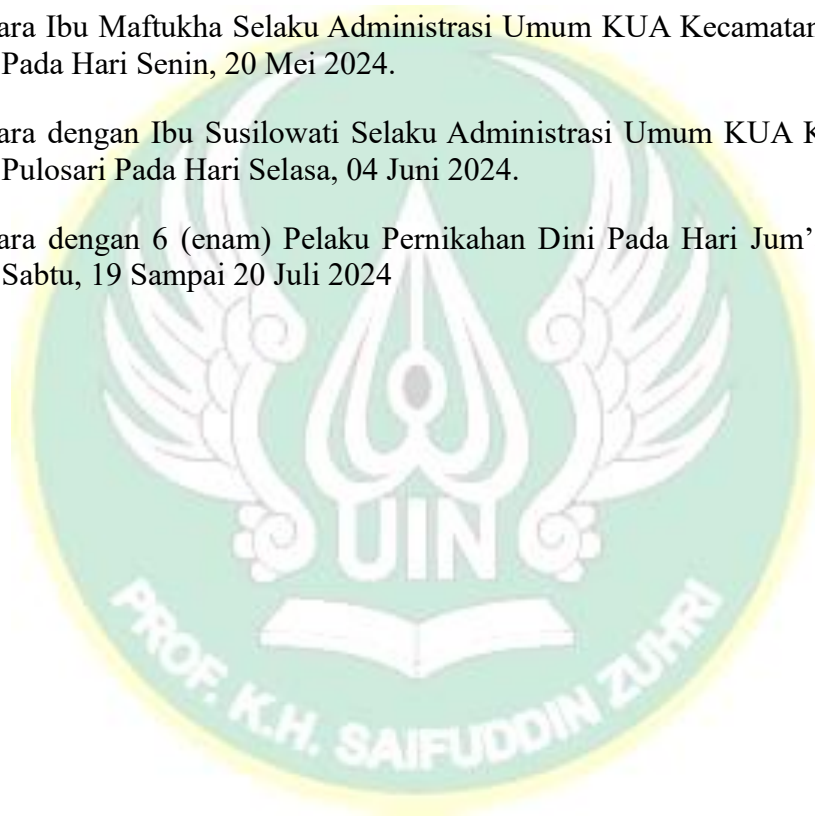 ara Ibu Maftukha Selaku Administrasi Umum KUA Kecamatan
Pada Hari Senin, 20 Mei 2024.
ara dengan Ibu Susilowati Selaku Administrasi Umum KUA K
Pulosari Pada Hari Selasa, 04 Juni 2024.
ara dengan 6 (enam) Pelaku Pernikahan Dini Pada Hari Jum’
Sabtu, 19 Sampai 20 Juli 2024
UIN
PROF. K.H. SAIFUDDIN ZUHRI